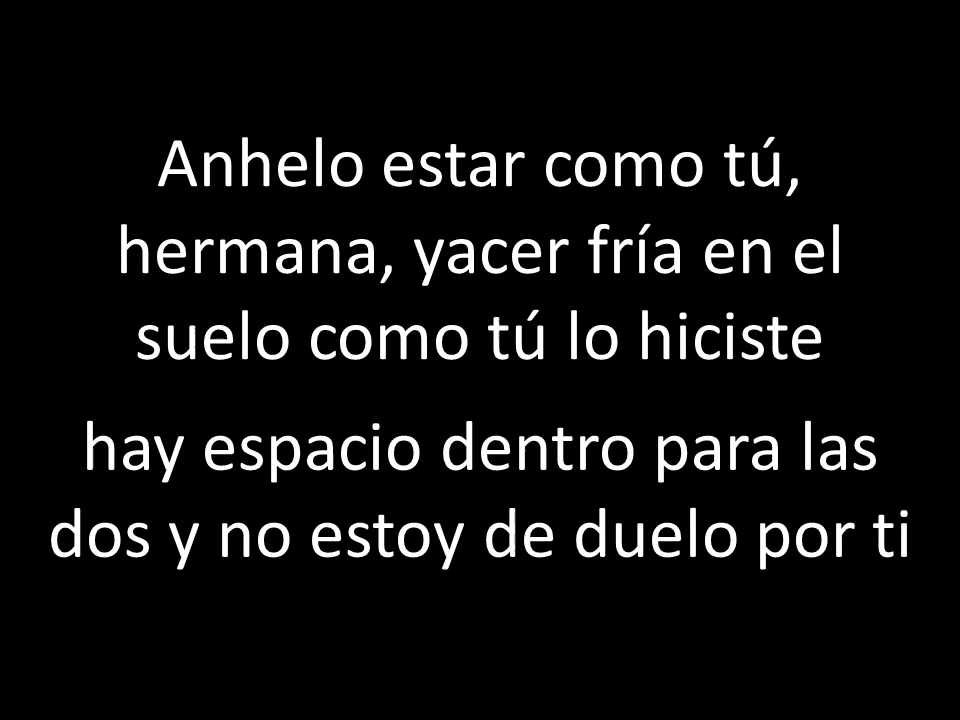 Anhelo estar como tú,
hermana, yacer fría en el
suelo como tú lo hiciste
hay espacio dentro para las
dos y no estoy de duelo por ti